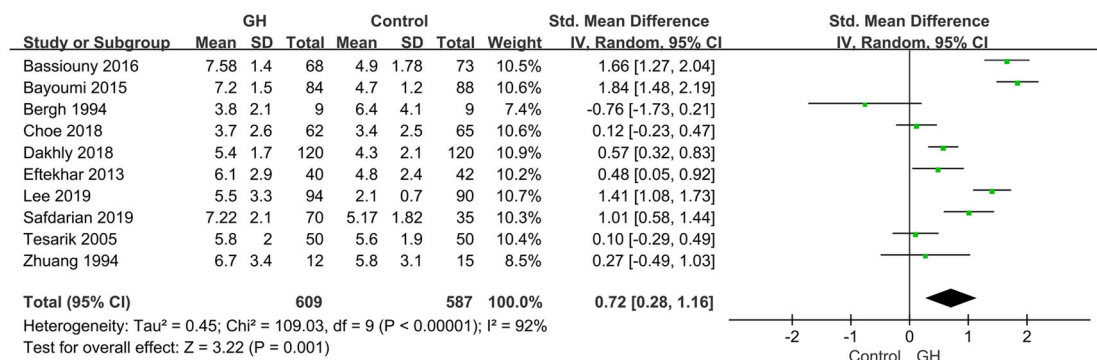 GH Control Std. Mean Difference Std. Mean Difference
Study or Subgroup Mean SD Total Mean SD Total Weight IV, Random, 95% CI IV, Random, 95% CI
Bassiouny 2016 7.58 1.4 68 4.9 1.78 73 10.5% 1.66 [1.27, 2.04]
Bayoumi 2015 7.2 1.5 84 4.7 1.2 88 10.6% 1.84 [1.48, 2.19]
Bergh 1994 3.8 2.1 9 6.4 4.1 9 7.4% -0.76 [-1.73, 0.21]
Choe 2018 3.7 2.6 62 3.4 2.5 65 10.6% 0.12 [-0.23, 0.47]
Dakhly 2018 5.4 1.7 120 4.3 2.1 120 10.9% 0.57 [0.32, 0.83]
Eftekhar 2013 6.1 2.9 40 4.8 2.4 42 10.2% 0.48 [0.05, 0.92]
Lee 2019 5.5 3.3 94 2.1 0.7 90 10.7% 1.41 [1.08, 1.73]
Safdarian 2019 7.22 2.1 70 5.17 1.82 35 10.3% 1.01 [0.58, 1.44]
Tesarik 2005 5.8 2 50 5.6 1.9 50 10.4% 0.10 [-0.29, 0.49]
Zhuang 1994 6.7 3.4 12 5.8 3.1 15 8.5% 0.27 [-0.49, 1.03]
Total (95% CI) 609 587 100.0% 0.72 [0.28, 1.16]
Heterogeneity: Tau² = 0.45; Chi² = 109.03, df = 9 (P < 0.00001); I² = 92%
Test for overall effect: Z = 3.22 (P = 0.001)
-2 -1 0 1 2
Control GH